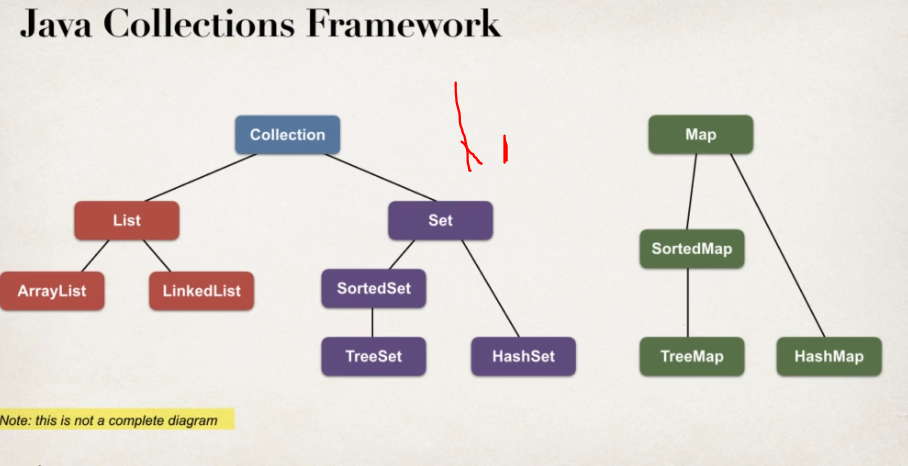 Java Collections Framework
Collection
Map
List
Set
SortedMap
ArrayList
LinkedList
SortedSet
TreeSet
HashSet
TreeMap
HashMap
Note: this is not a complete diagram